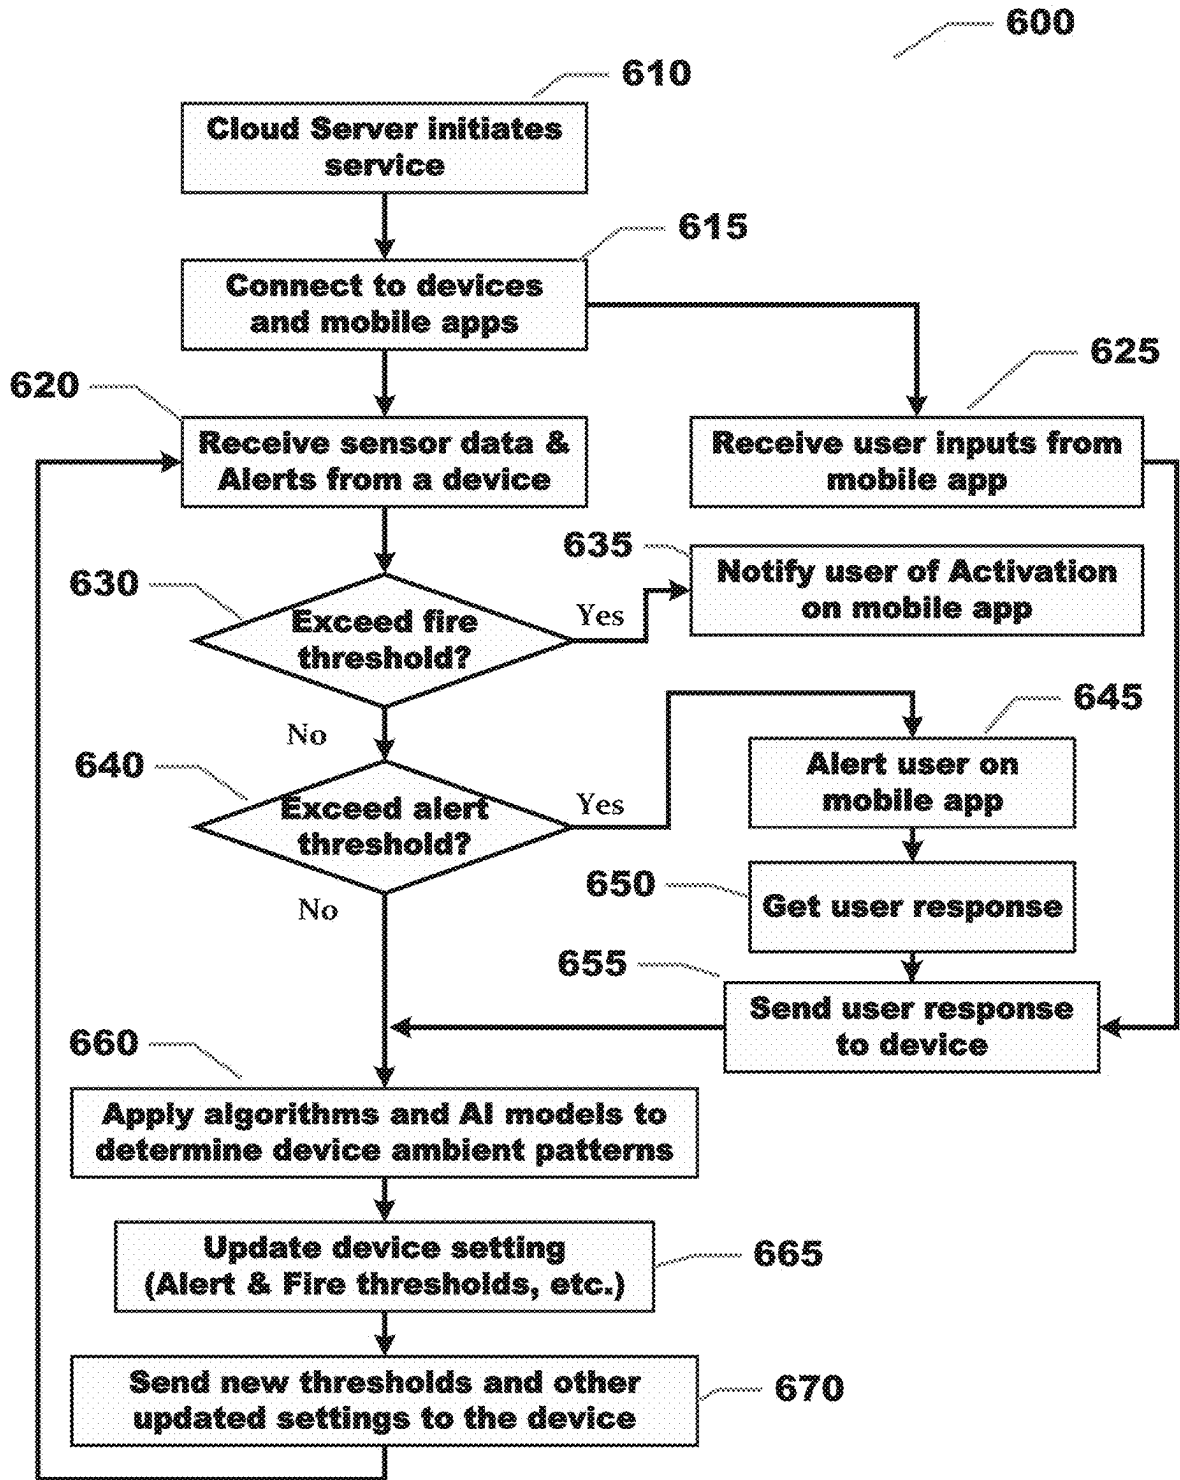 600
610
Cloud Server initiates
service
615
Connect to devices
and mobile apps
620
Receive sensor data &
Alerts from a device
625
Receive user inputs from
mobile app
630
Exceed fire
threshold?
Yes
No
635
Notify user of Activation
on mobile app
640
Exceed alert
threshold?
Yes
No
645
Alert user on
mobile app
650
Get user response
655
Send user response
to device
660
Apply algorithms and AI models to
determine device ambient patterns
Update device setting
(Alert & Fire thresholds, etc.)
665
Send new thresholds and other
updated settings to the device
670